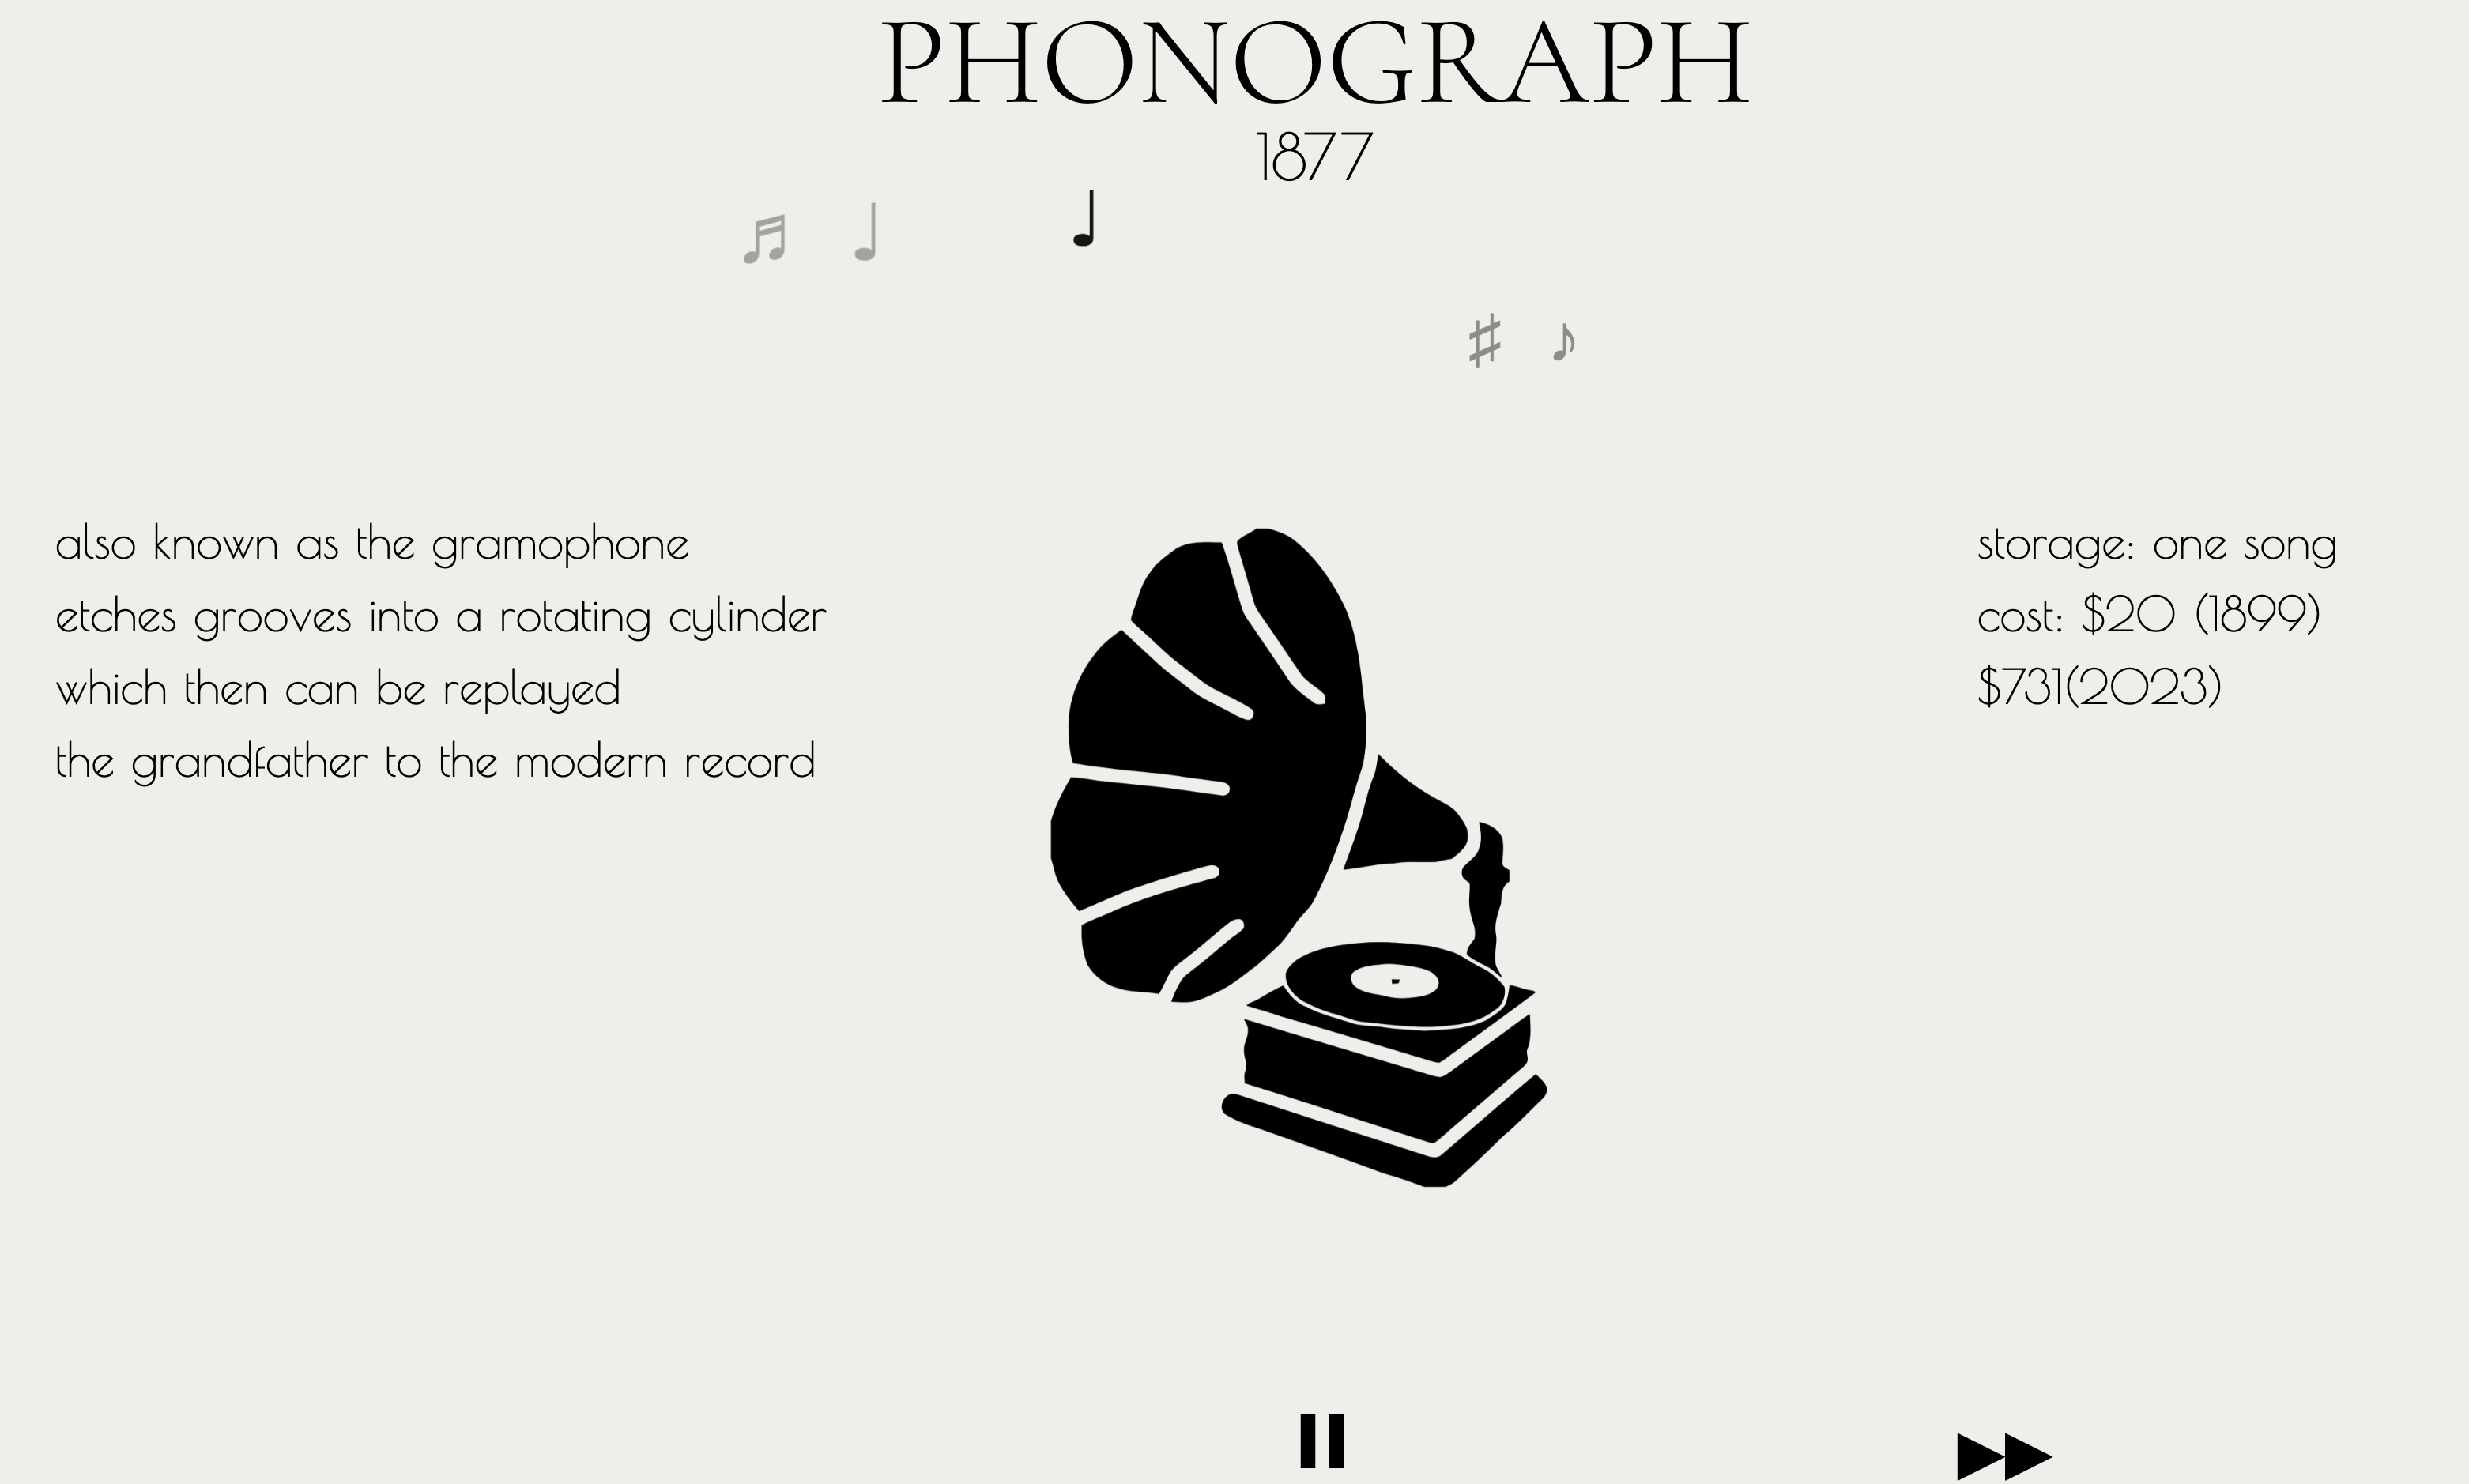 PHONOGRAPH
1877
also known as the gramophone
etches grooves into a rotating cylinder
which then can be replayed
the grandfather to the modern record
storage: one song
cost: $20 (1899)
$731(2023)